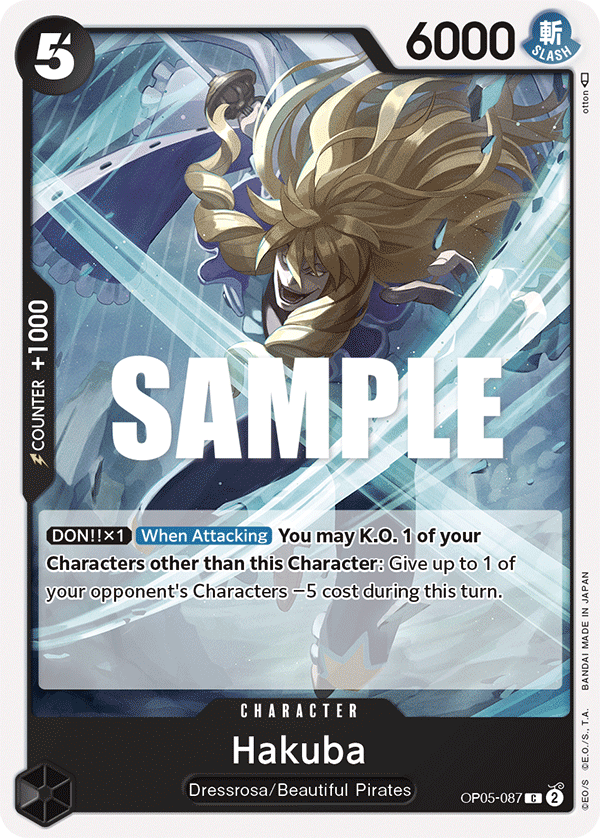 5
6000
斬
SLASH
otton
COUNTER +1000
SAMPLE
DON!!×1 When Attacking You may K.O. 1 of your
Characters other than this Character: Give up to 1 of
your opponent's Characters −5 cost during this turn.
CHARACTER
Hakuba
Dressrosa/Beautiful Pirates
OP05-087 C 2
©EO/S ©E.O./S., T.A. BANDAI MADE IN JAPAN